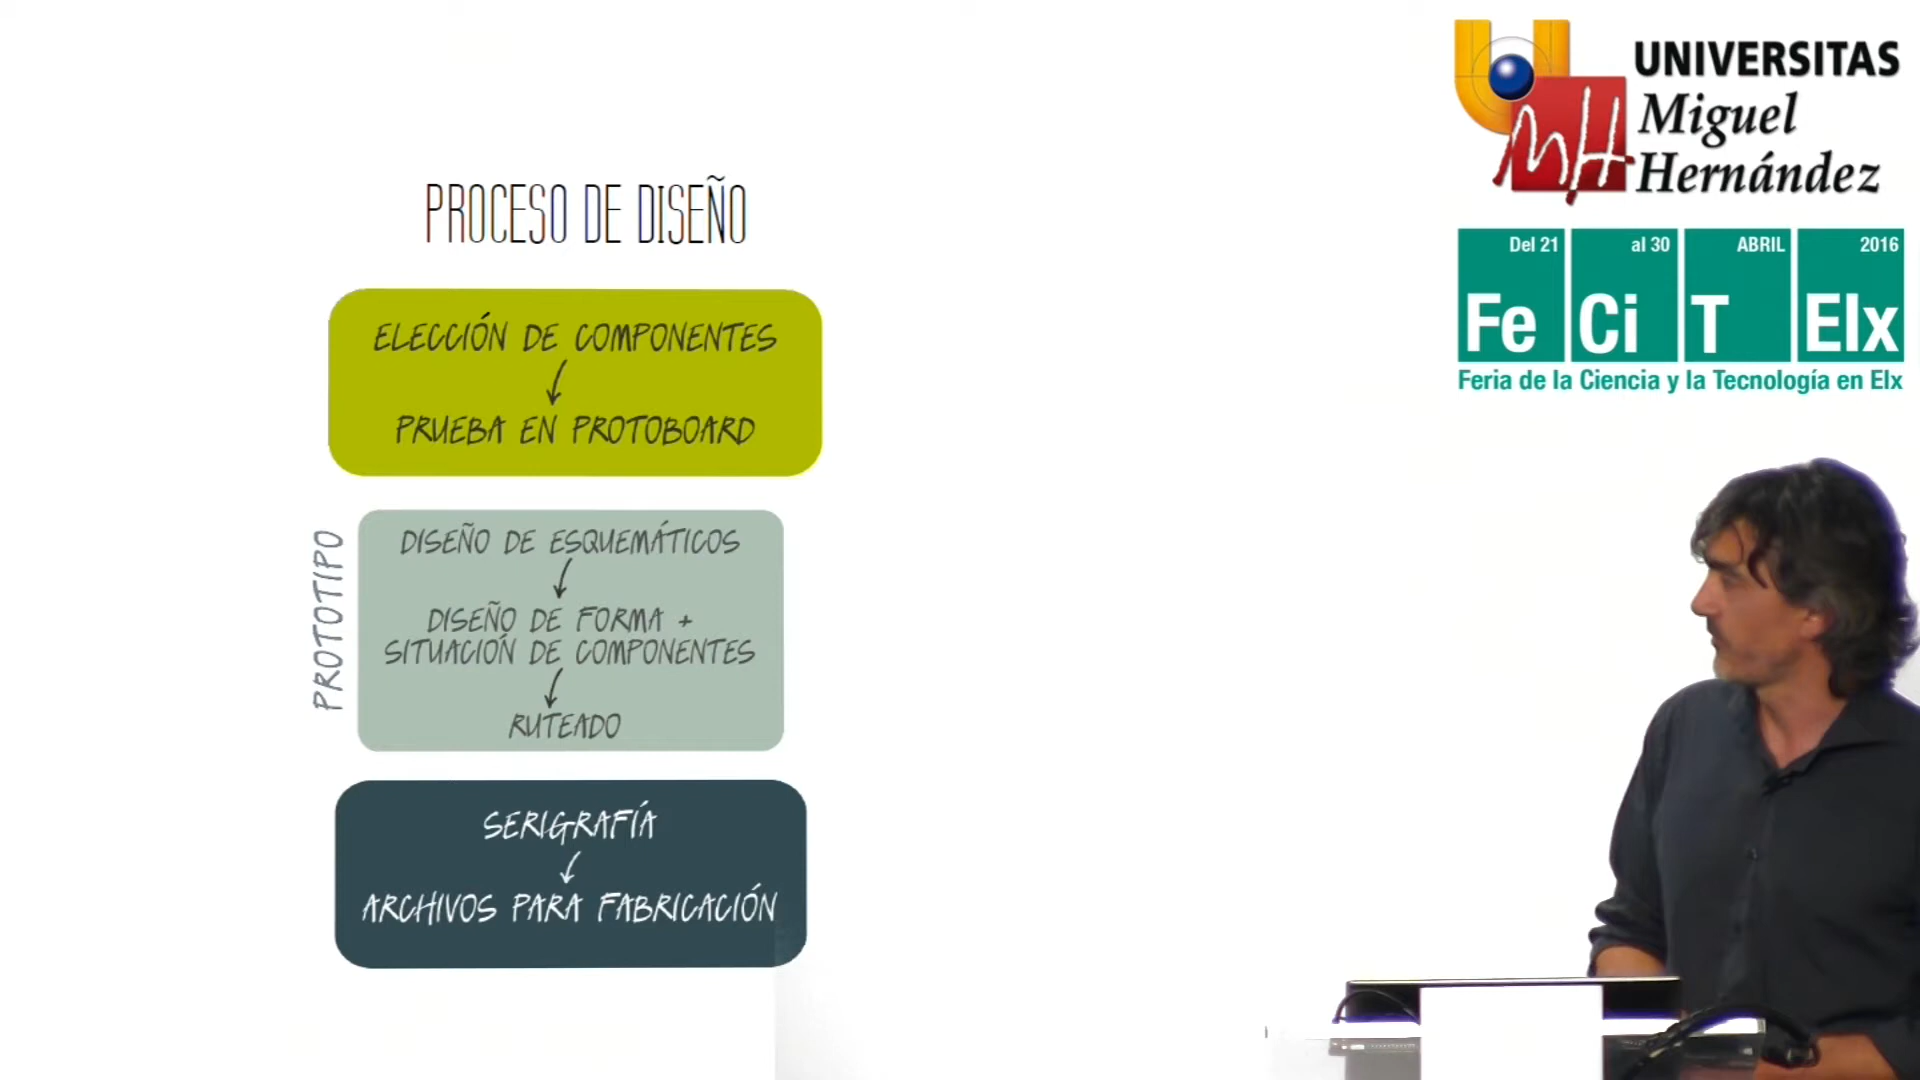 PROCESO DE DISEÑO
ELECCIÓN DE COMPONENTES
PRUEBA EN PROTOBOARD
PROTOTIPO
DISEÑO DE ESQUEMÁTICOS
DISEÑO DE FORMA +
SITUACIÓN DE COMPONENTES
RUTEADO
SERIGRAFÍA
ARCHIVOS PARA FABRICACIÓN
UNIVERSITAS
Miguel
Hernández
MH
Del 21 al 30 ABRIL 2016
Fe Ci T Elx
Feria de la Ciencia y la Tecnología en Elx